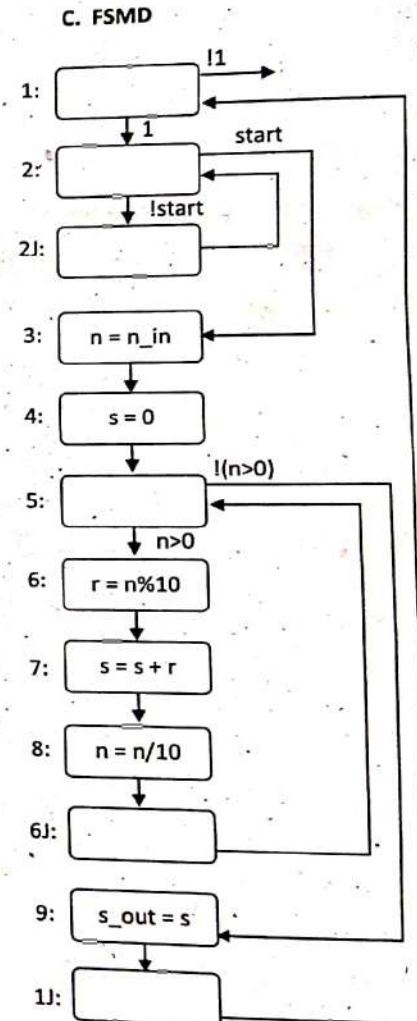 C. FSMD
!1
1:
1
start
2:
!start
2J:
3: n = n_in
4: s = 0
!(n>0)
5:
n>0
6: r = n%10
7: s = s + r
8: n = n/10
6J:
9: s_out = s
1J: